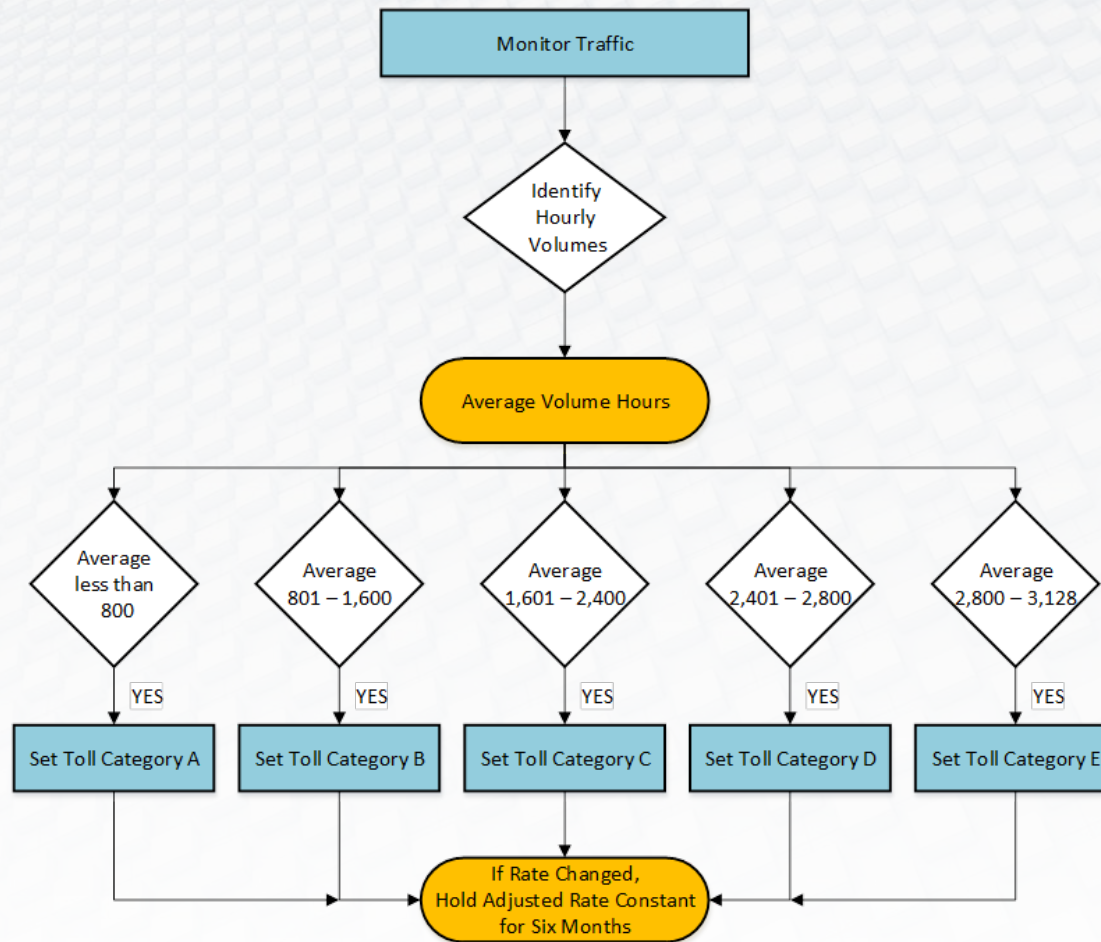 Monitor Traffic
Identify
Hourly
Volumes
Average Volume Hours
Average
less than
800
Average
801 – 1,600
Average
1,601 – 2,400
Average
2,401 – 2,800
Average
2,800 – 3,128
YES
YES
YES
YES
YES
Set Toll Category A
Set Toll Category B
Set Toll Category C
Set Toll Category D
Set Toll Category E
If Rate Changed,
Hold Adjusted Rate Constant
for Six Months